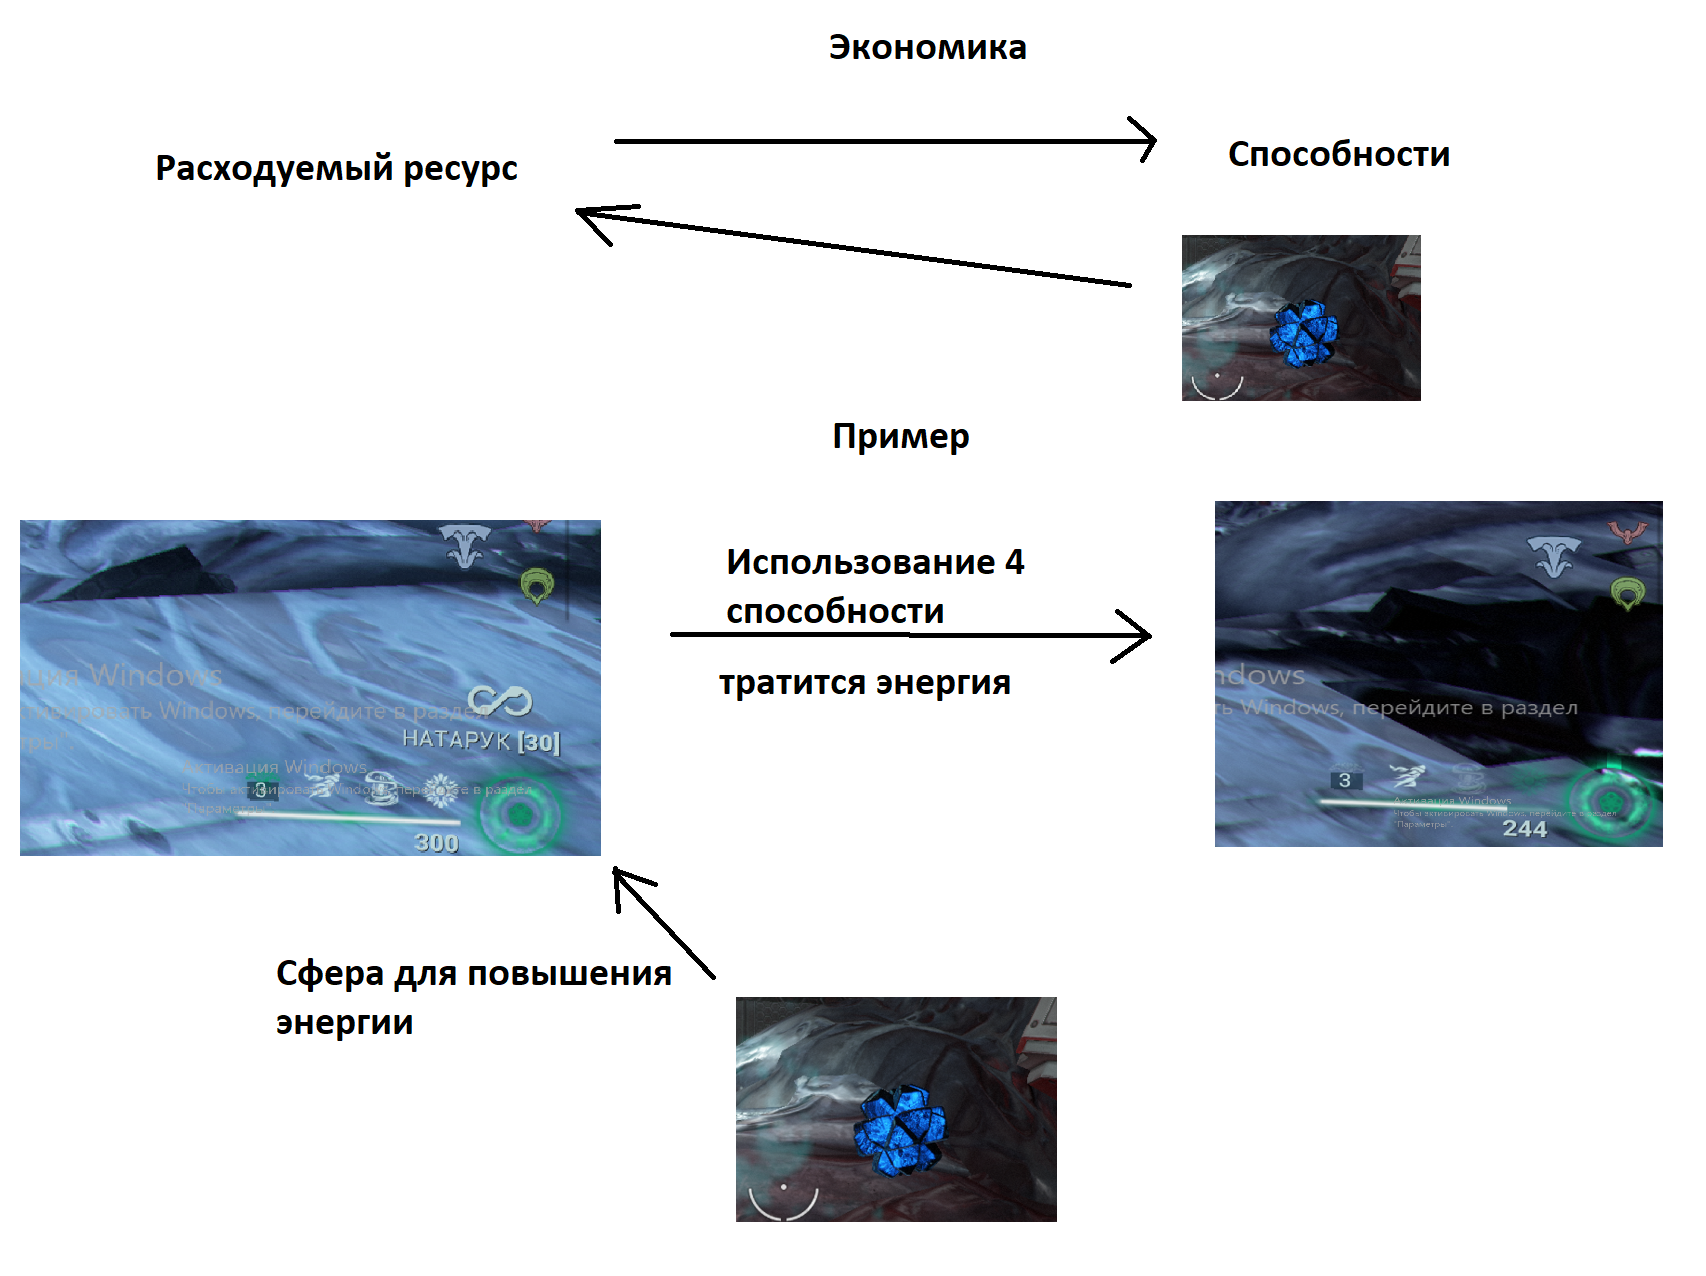 Экономика
Расходуемый ресурс
Способности
Пример
Использование 4
способности
тратится энергия
ция Windows
тивировать Windows, перейдите в раздел
тры".
НАТАРУК [30]
Активация Windows
Чтобы активировать Windows, перейдите в раздел
"Параметры".
3
300
ndows
ть Windows, перейдите в раздел
3
Активация Windows
Чтобы активировать Windows, перейдите в раздел
"Параметры".
244
Сфера для повышения
энергии